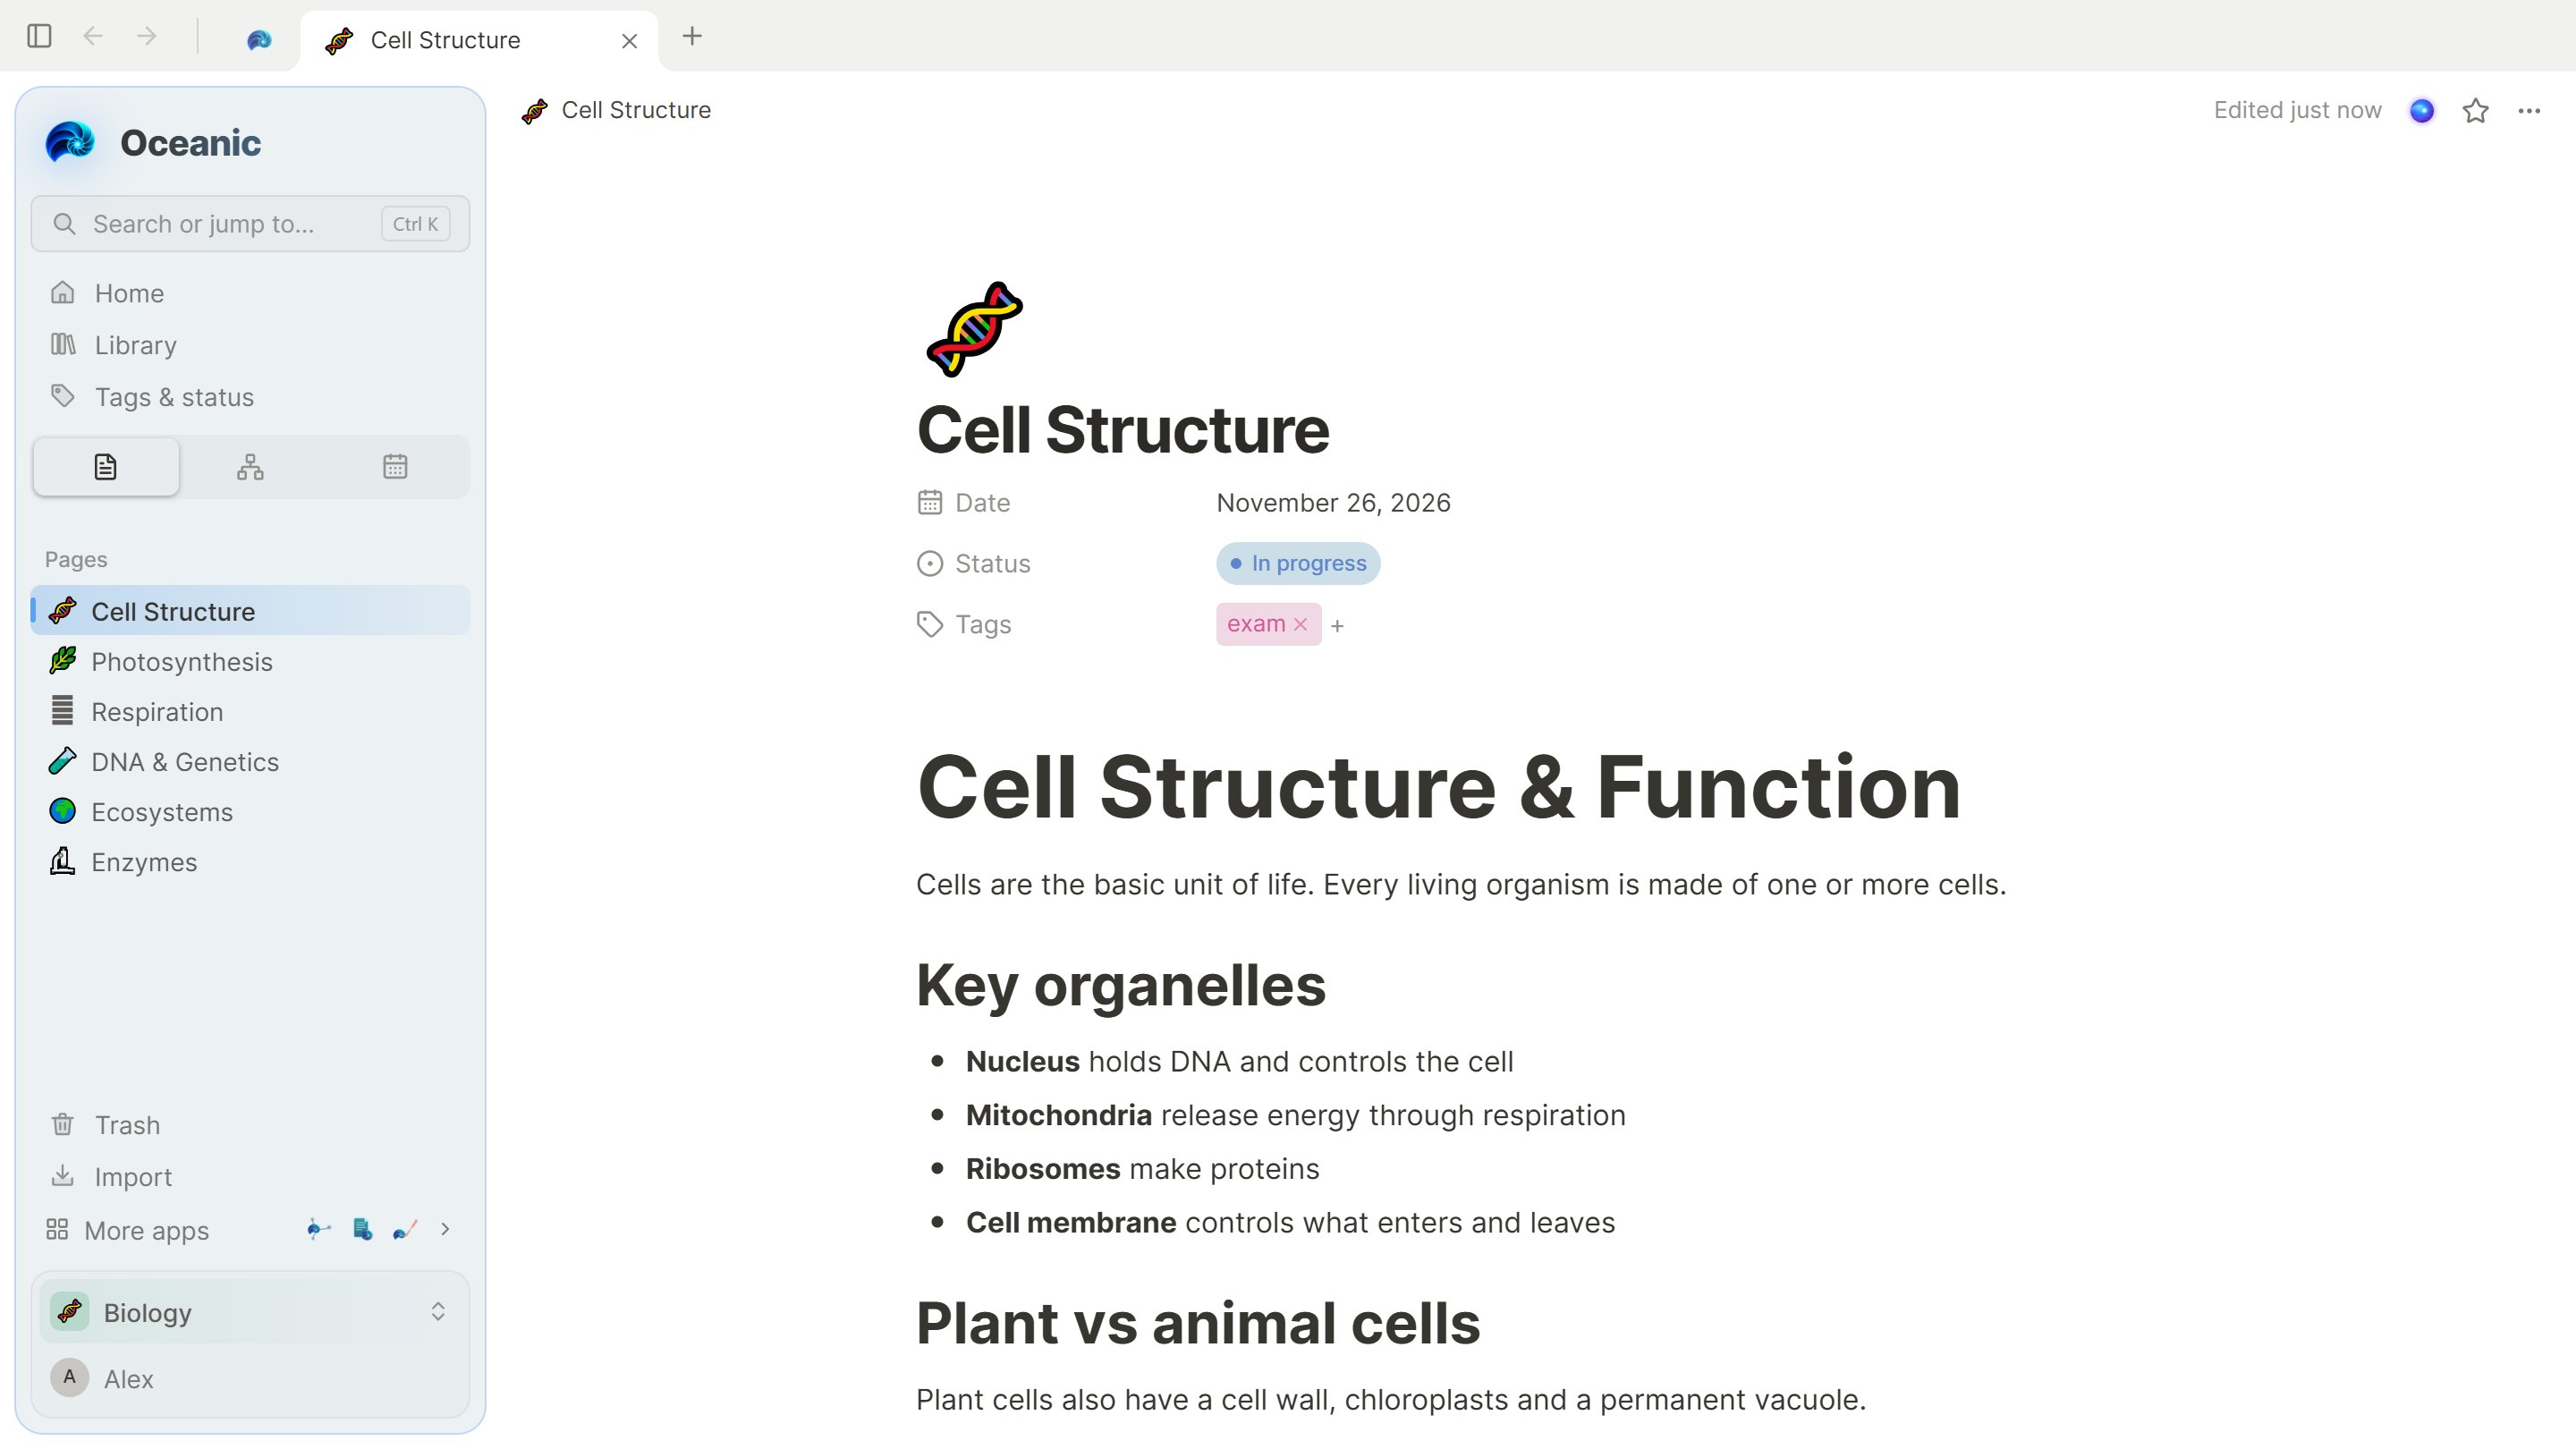 Cell Structure
Oceanic
Search or jump to... Ctrl K
Home
Library
Tags & status
Pages
Cell Structure
Photosynthesis
Respiration
DNA & Genetics
Ecosystems
Enzymes
Trash
Import
More apps
Biology
A Alex
Cell Structure
Edited just now
Cell Structure
Date November 26, 2026
Status In progress
Tags exam
Cell Structure & Function
Cells are the basic unit of life. Every living organism is made of one or more cells.
Key organelles
• Nucleus holds DNA and controls the cell
• Mitochondria release energy through respiration
• Ribosomes make proteins
• Cell membrane controls what enters and leaves
Plant vs animal cells
Plant cells also have a cell wall, chloroplasts and a permanent vacuole.